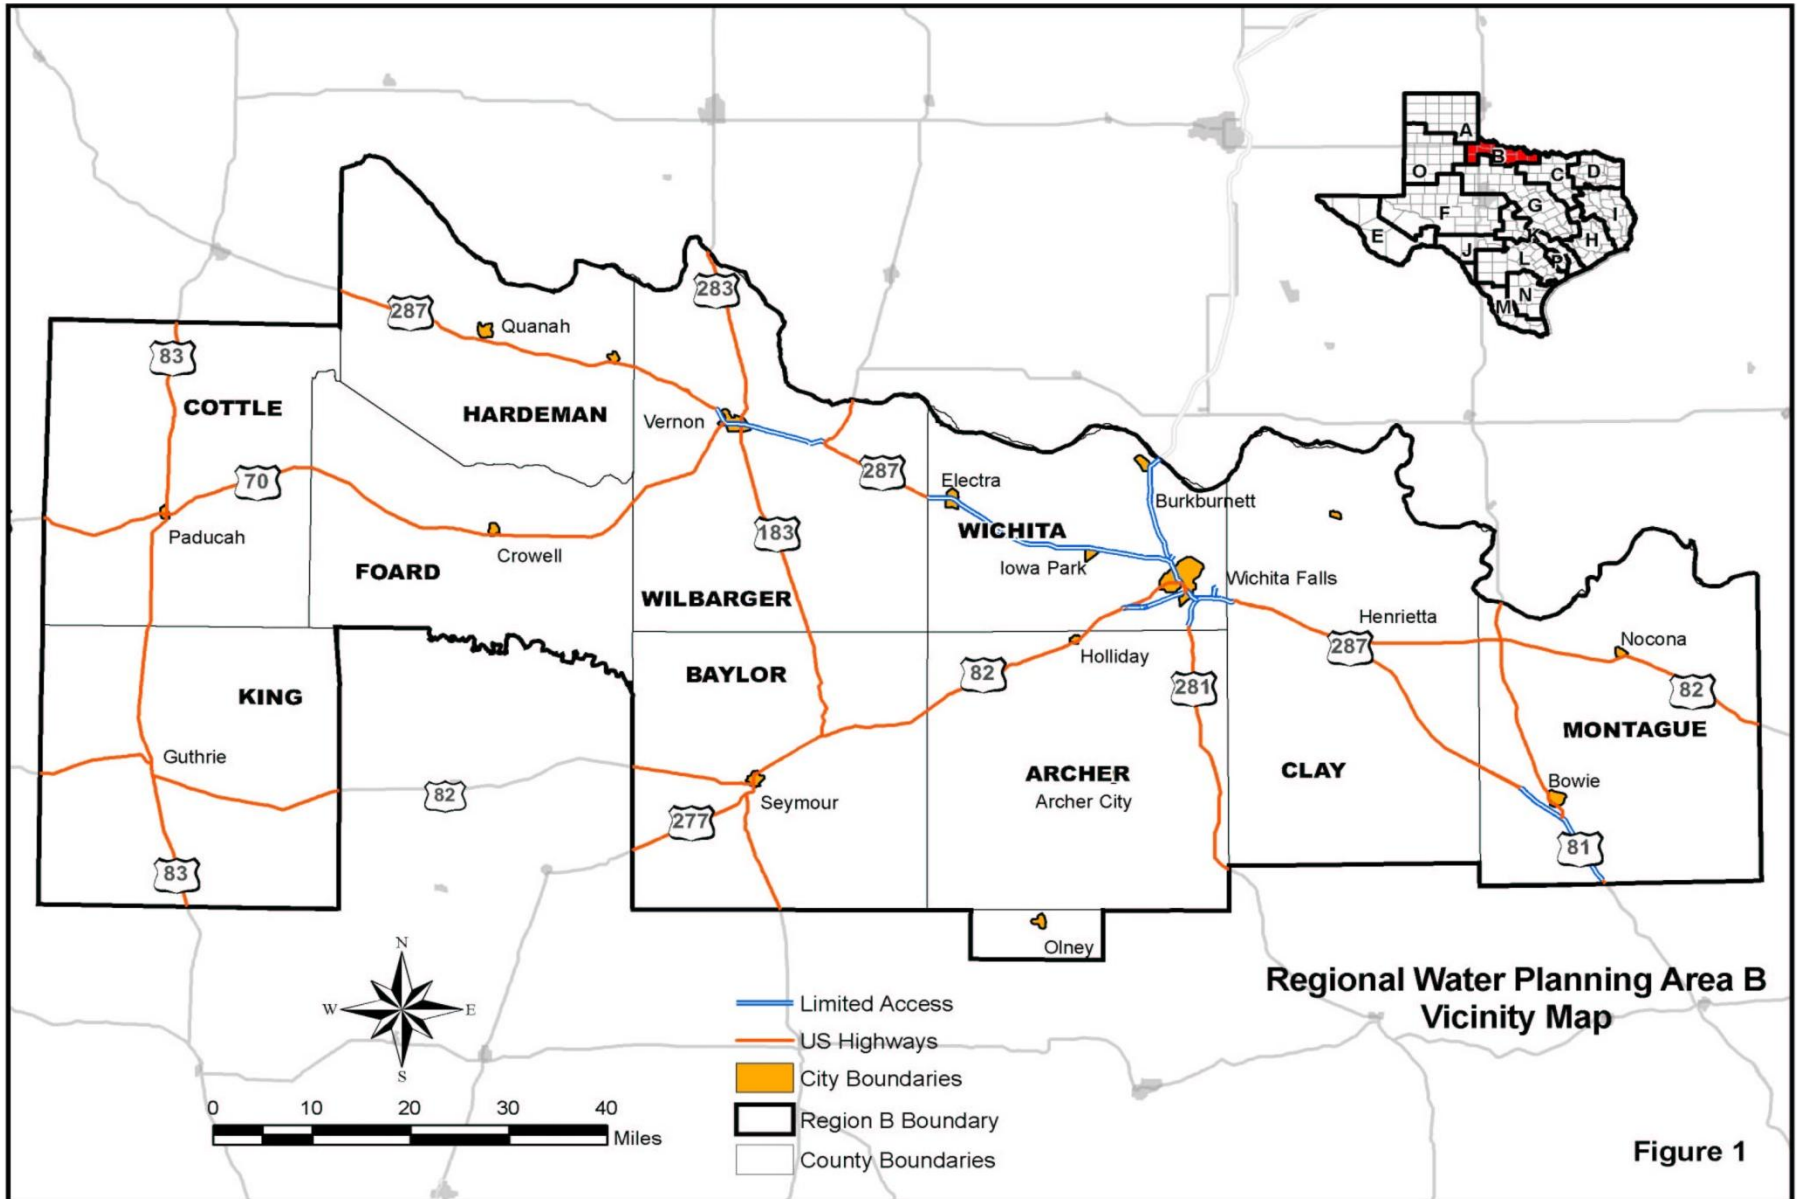 A
B
O
C
D
G
F
I
E
K
H
J
L
P
N
M
283
287
Quanah
83
COTTLE
HARDEMAN
Vernon
70
287
Electra
Burkburnett
WICHITA
183
Paducah
Crowell
Iowa Park
Wichita Falls
FOARD
WILBARGER
Henrietta
287
Nocona
Holliday
BAYLOR
82
281
82
KING
MONTAGUE
Guthrie
ARCHER
CLAY
Archer City
Bowie
82
Seymour
277
81
83
Olney
N
W
E
S
Regional Water Planning Area B
Vicinity Map
Limited Access
US Highways
City Boundaries
Region B Boundary
County Boundaries
0 10 20 30 40
Miles
Figure 1